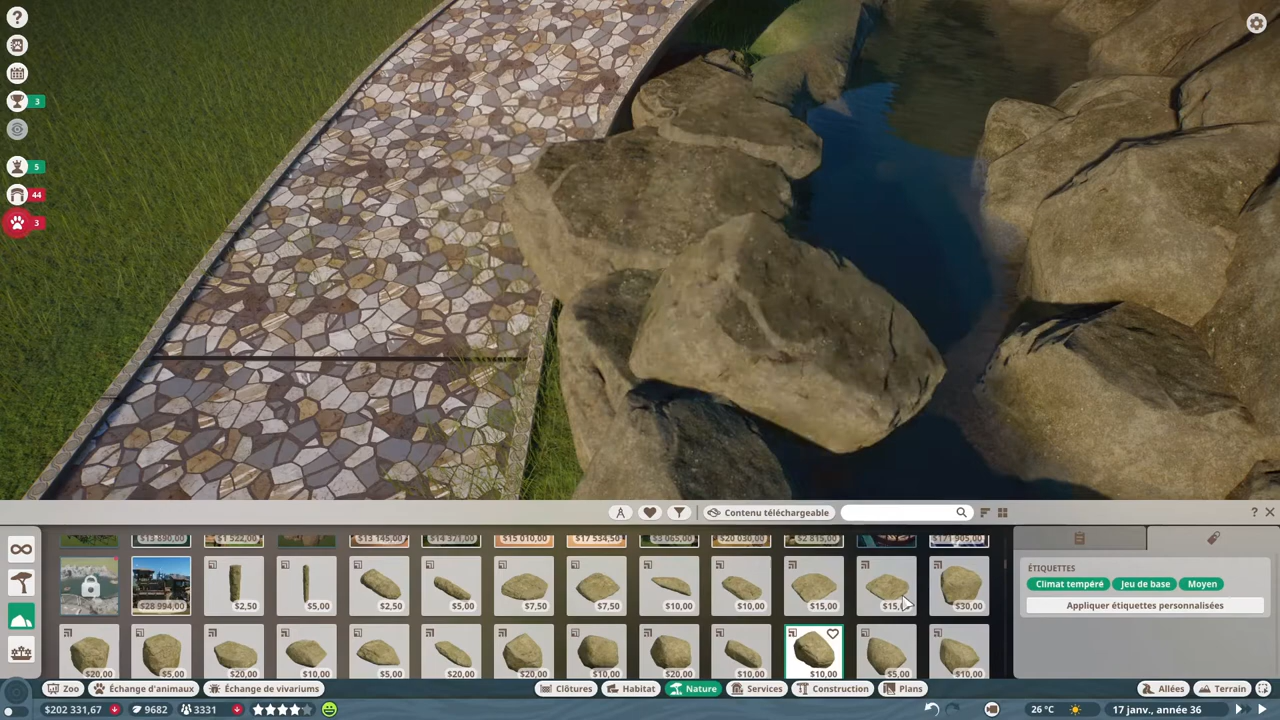 ?
3
5
44
3
Contenu téléchargeable
?
$13 890,00 $1 522,00 $13 145,00 $14 371,00 $15 010,00 $17 534,50 $3 065,00 $20 030,00 $2 815,00 $171 905,00
$28 994,00 $2,50 $5,00 $2,50 $5,00 $7,50 $7,50 $10,00 $10,00 $15,00 $15, $30,00
$20,00 $5,00 $20,00 $10,00 $5,00 $20,00 $20,00 $10,00 $20,00 $10,00 $10,00 $5,00 $10,00
ÉTIQUETTES
Climat tempéré Jeu de base Moyen
Appliquer étiquettes personnalisées
Zoo Échange d'animaux Échange de vivariums Clôtures Habitat Nature Services Construction Plans Allées Terrain
$202 331,67 9682 3331 26 °C 17 janv., année 36